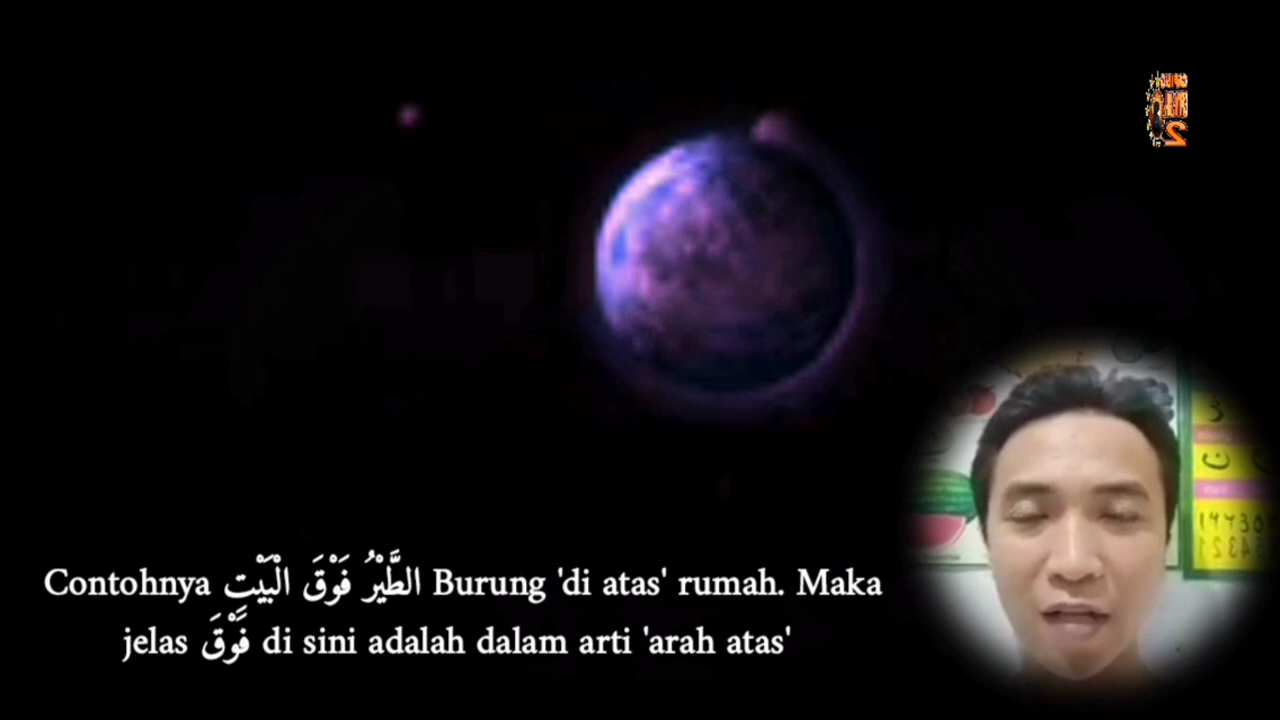 Contohnya الطَّيْرُ فَوْقَ الْبَيْتِ Burung 'di atas' rumah. Maka
jelas فَوْقَ di sini adalah dalam arti 'arah atas'